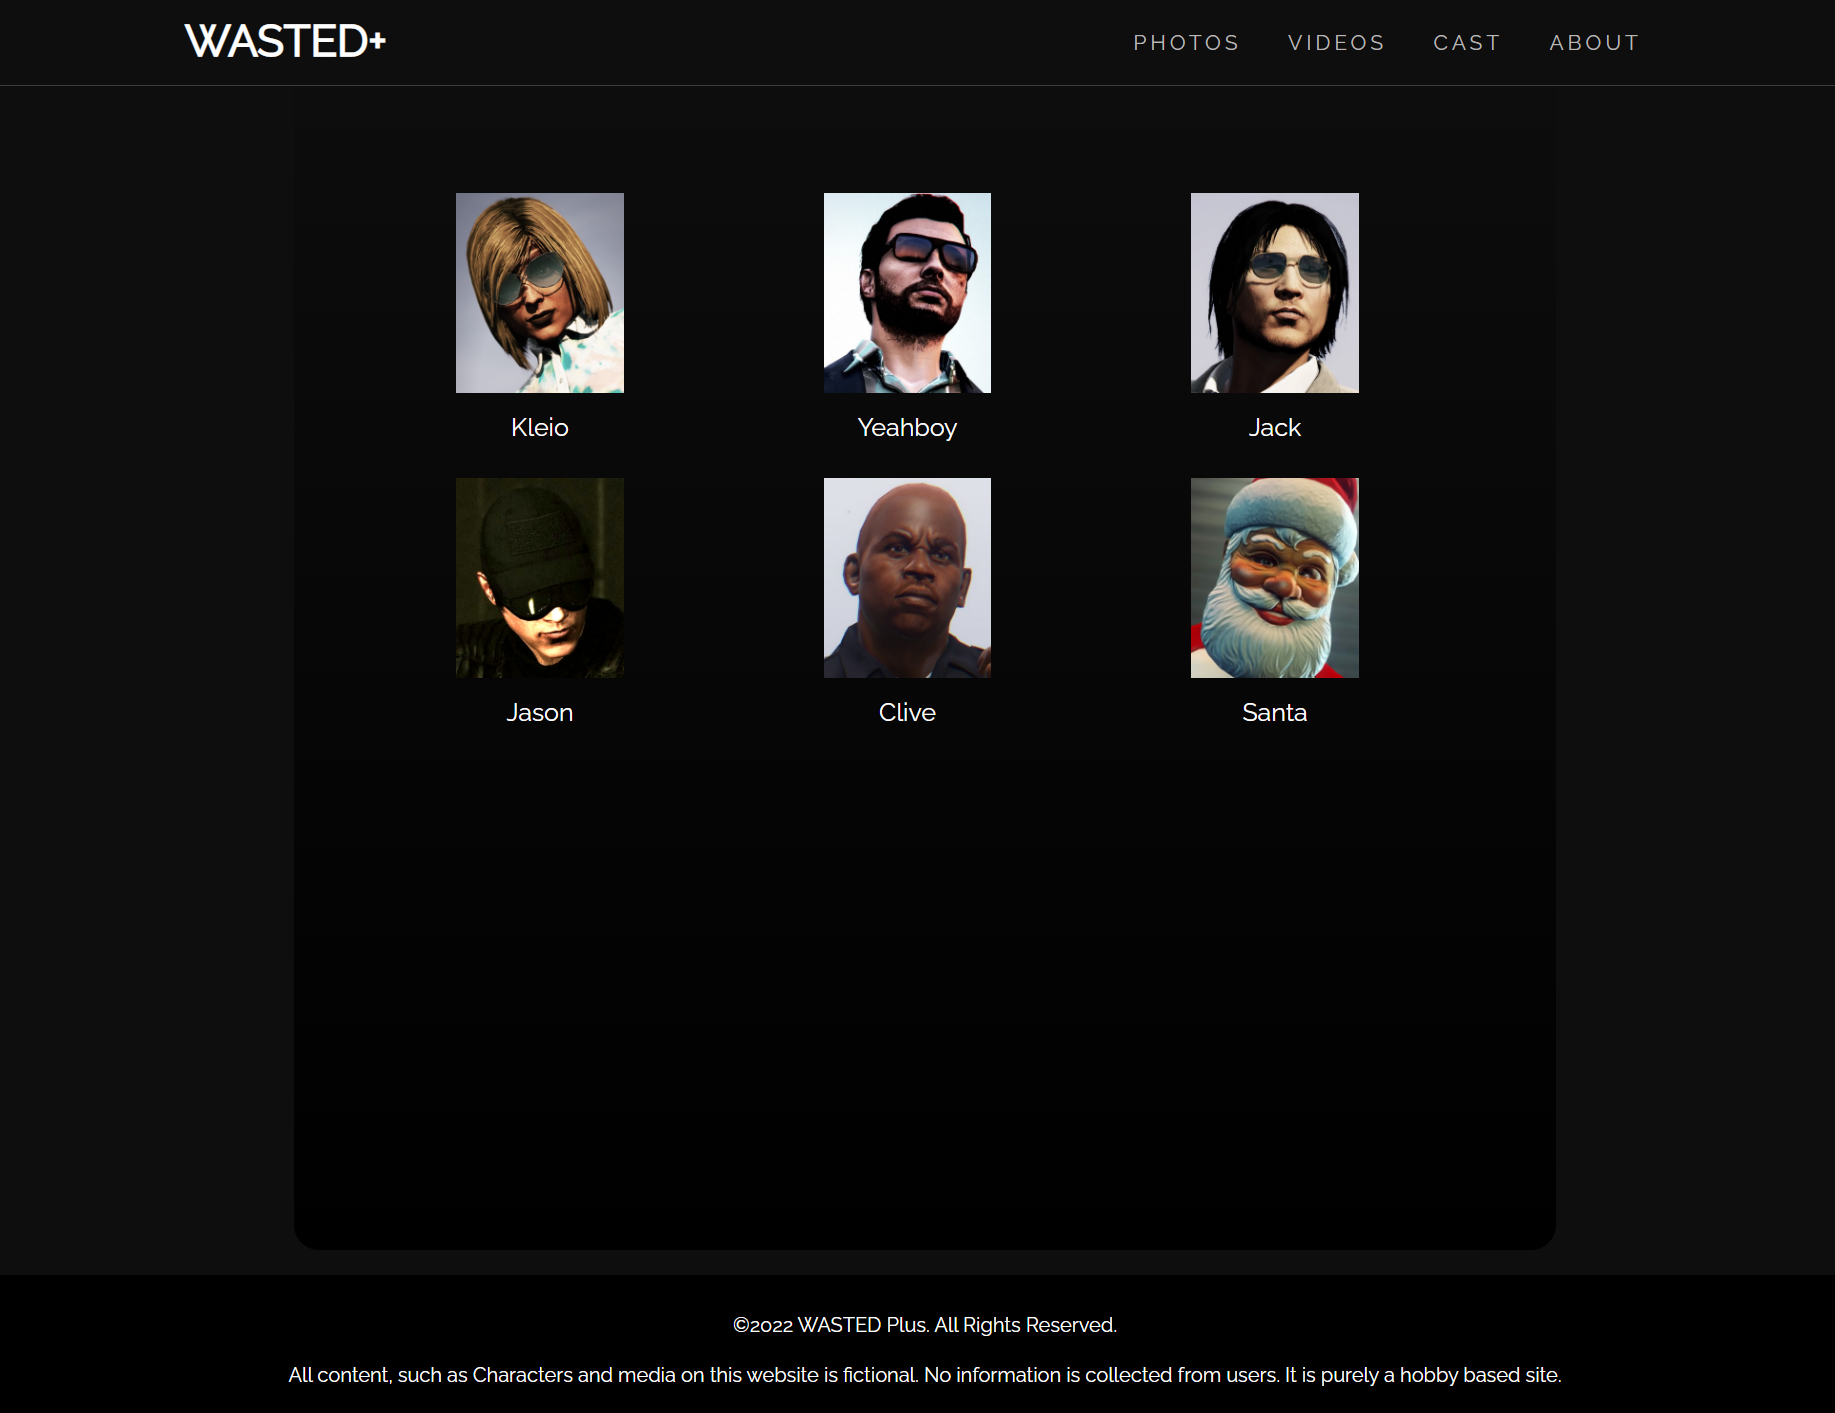 WASTED+
PHOTOS VIDEOS CAST ABOUT
Kleio Yeahboy Jack
Jason Clive Santa
©2022 WASTED Plus. All Rights Reserved.
All content, such as Characters and media on this website is fictional. No information is collected from users. It is purely a hobby based site.